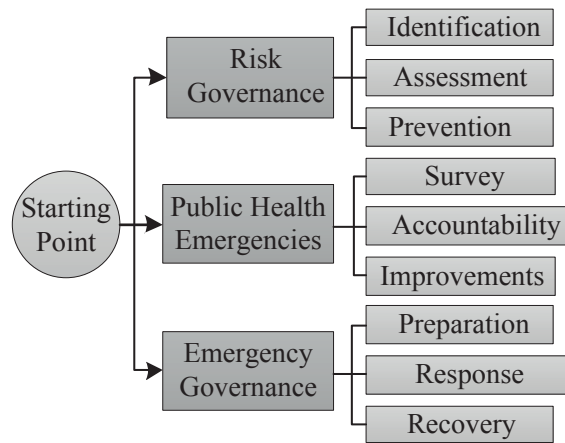 Starting
Point
Risk
Governance
Identification
Assessment
Prevention
Public Health
Emergencies
Survey
Accountability
Improvements
Emergency
Governance
Preparation
Response
Recovery